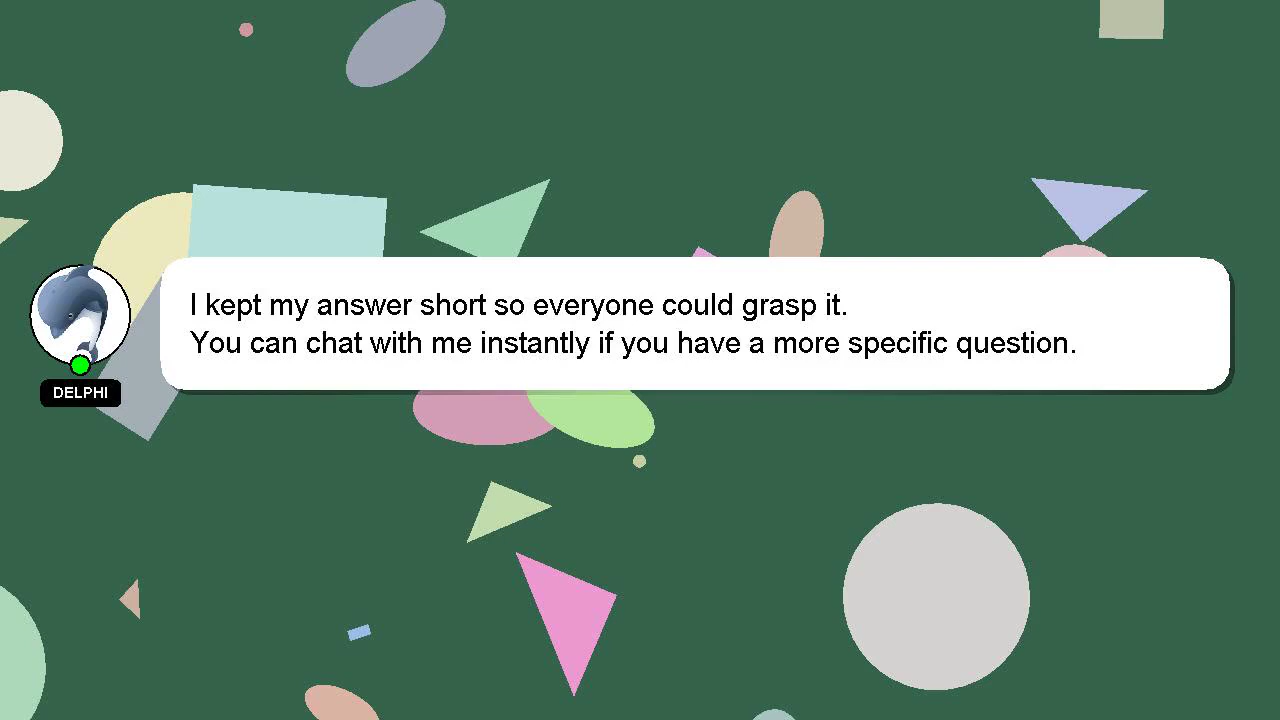 I kept my answer short so everyone could grasp it.
You can chat with me instantly if you have a more specific question.
DELPHI